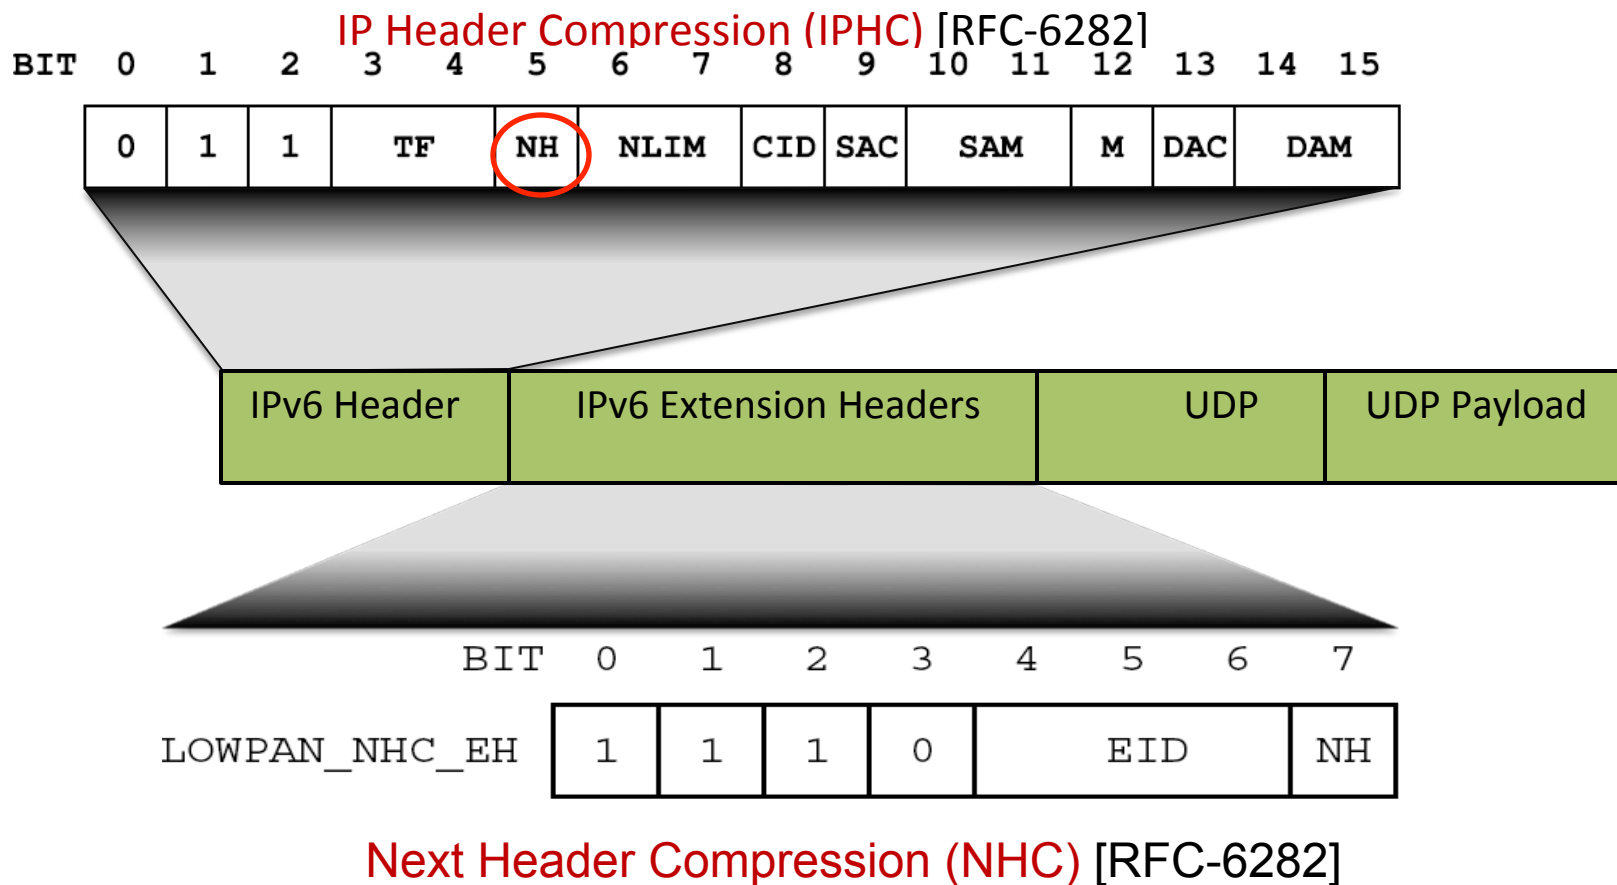 IP Header Compression (IPHC) [RFC-6282]
BIT 0 1 2 3 4 5 6 7 8 9 10 11 12 13 14 15
0 1 1 TF NH NLIM CID SAC SAM M DAC DAM
IPv6 Header IPv6 Extension Headers UDP UDP Payload
BIT 0 1 2 3 4 5 6 7
LOWPAN_NHC_EH 1 1 1 0 EID NH
Next Header Compression (NHC) [RFC-6282]